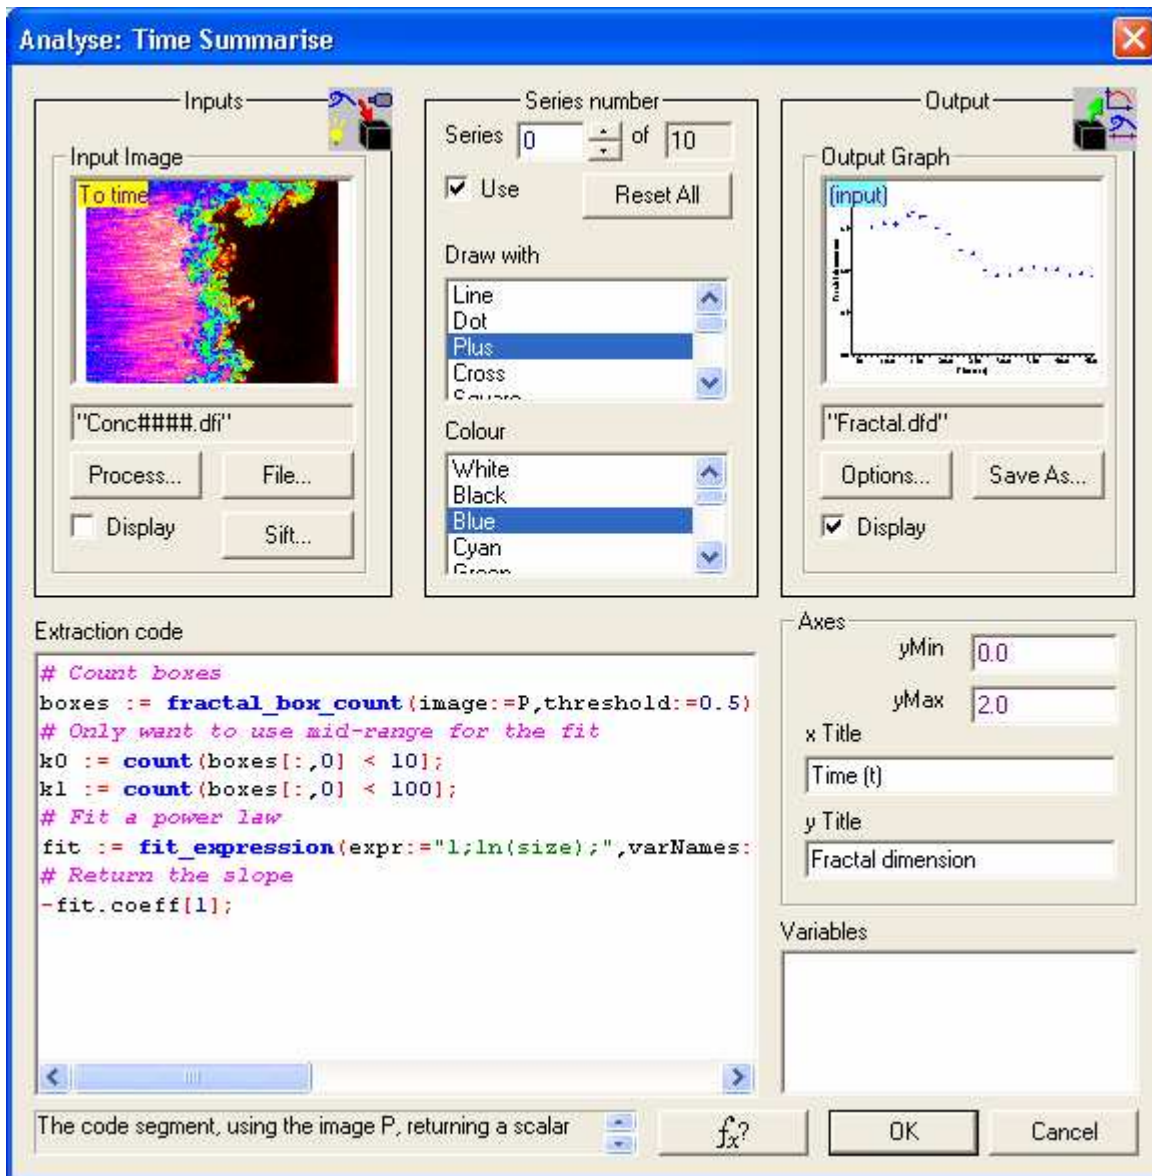 Analyse: Time Summarise
Inputs
Input Image
To time
"Conc####.dfi"
Process...
File...
Display
Sift...
Series number
Series 0 of 10
Use
Reset All
Draw with
Line
Dot
Plus
Cross
Square
Colour
White
Black
Blue
Cyan
Green
Output
Output Graph
(input)
"Fractal.dfd"
Options...
Save As...
Display
Extraction code
# Count boxes
boxes := fractal_box_count(image:=P,threshold:=0.5)
# Only want to use mid-range for the fit
k0 := count(boxes[:,0] < 10];
k1 := count(boxes[:,0] < 100];
# Fit a power law
fit := fit_expression(expr:="1;ln(size);",varNames:
# Return the slope
-fit.coeff[1];
Axes
yMin 0.0
yMax 2.0
x Title
Time (t)
y Title
Fractal dimension
Variables
The code segment, using the image P, returning a scalar
fx?
OK
Cancel